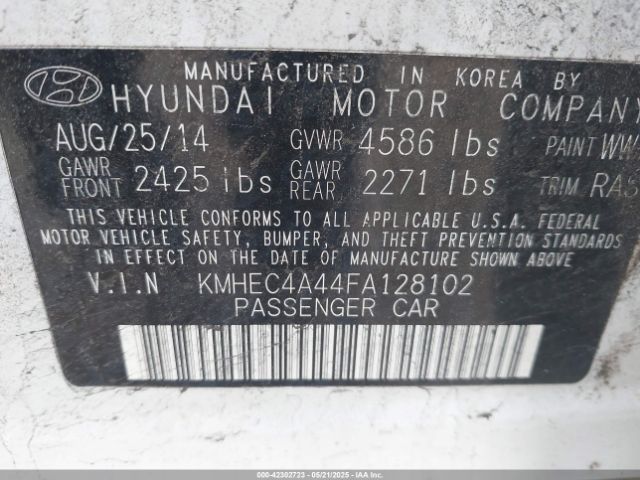 MANUFACTURED IN KOREA BY
HYUNDAI MOTOR COMPANY
AUG/25/14 GVWR 4586 lbs PAINT WW
GAWR FRONT 2425 lbs GAWR REAR 2271 lbs TRIM RAS
THIS VEHICLE CONFORMS TO ALL APPLICABLE U.S.A. FEDERAL
MOTOR VEHICLE SAFETY, BUMPER, AND THEFT PREVENTION STANDARDS
IN EFFECT ON THE DATE OF MANUFACTURE SHOWN ABOVE.
V.I.N KMHEC4A44FA128102
PASSENGER CAR
000-42302723 - 05/21/2025 - PUBLIC